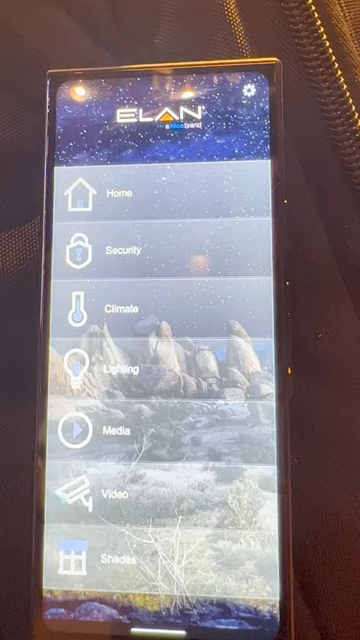 ELAN
a Nice brand
Home
Security
Climate
Lighting
Media
Video
Shades